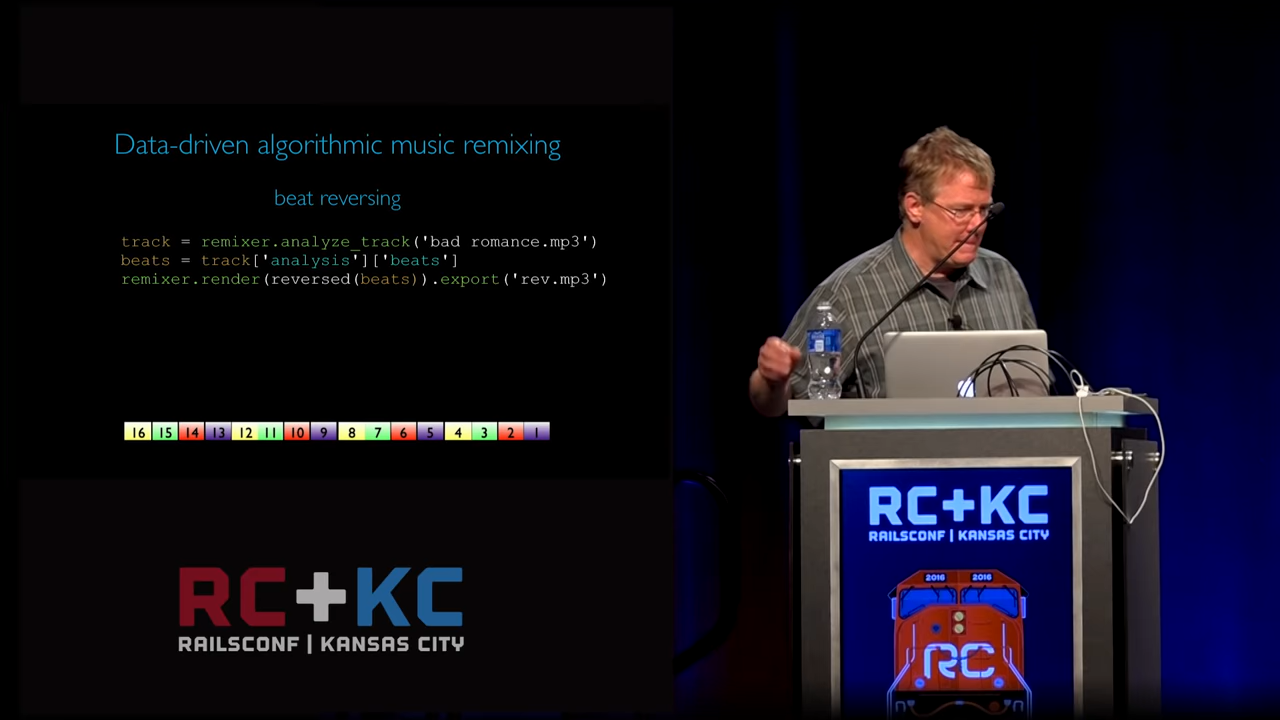 Data-driven algorithmic music remixing
beat reversing
track = remixer.analyze_track('bad romance.mp3')
beats = track['analysis']['beats']
remixer.render(reversed(beats)).export('rev.mp3')
16 15 14 13 12 11 10 9 8 7 6 5 4 3 2 1
RC+KC
RAILSCONF | KANSAS CITY
RC+KC
RAILSCONF | KANSAS CITY
2016 2016
RC